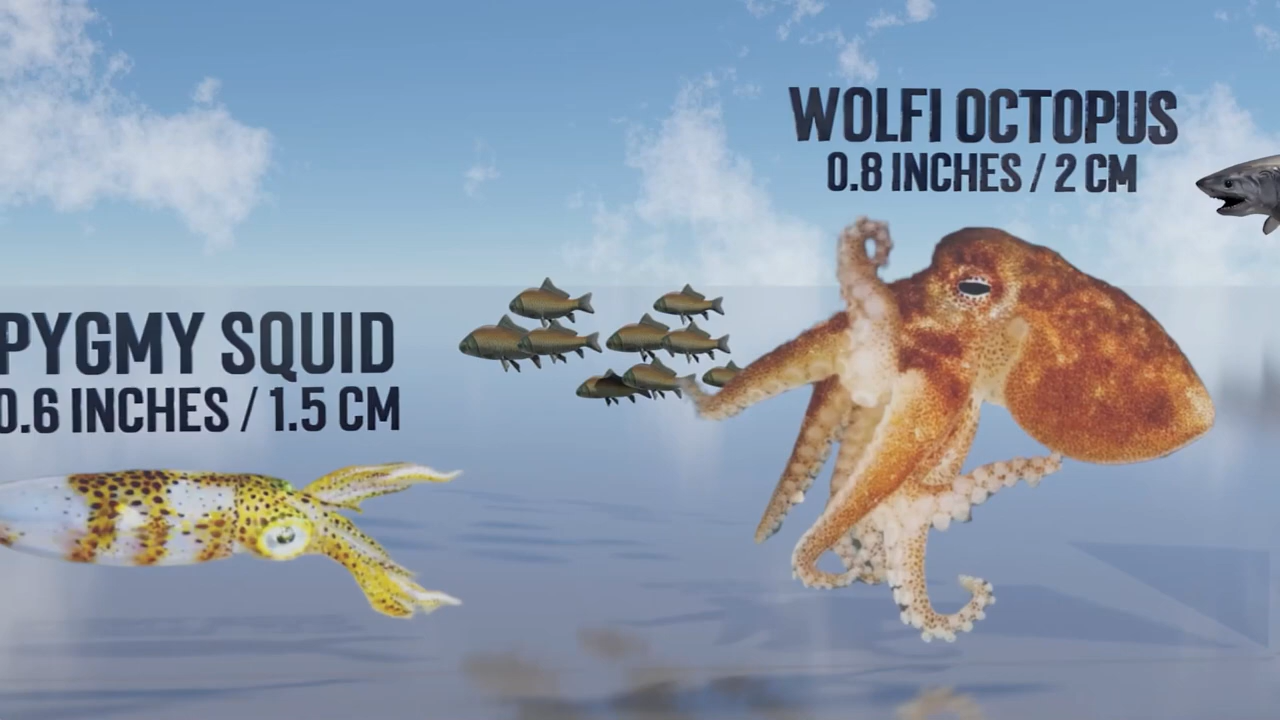 WOLFI OCTOPUS
0.8 INCHES / 2 CM
PYGMY SQUID
0.6 INCHES / 1.5 CM